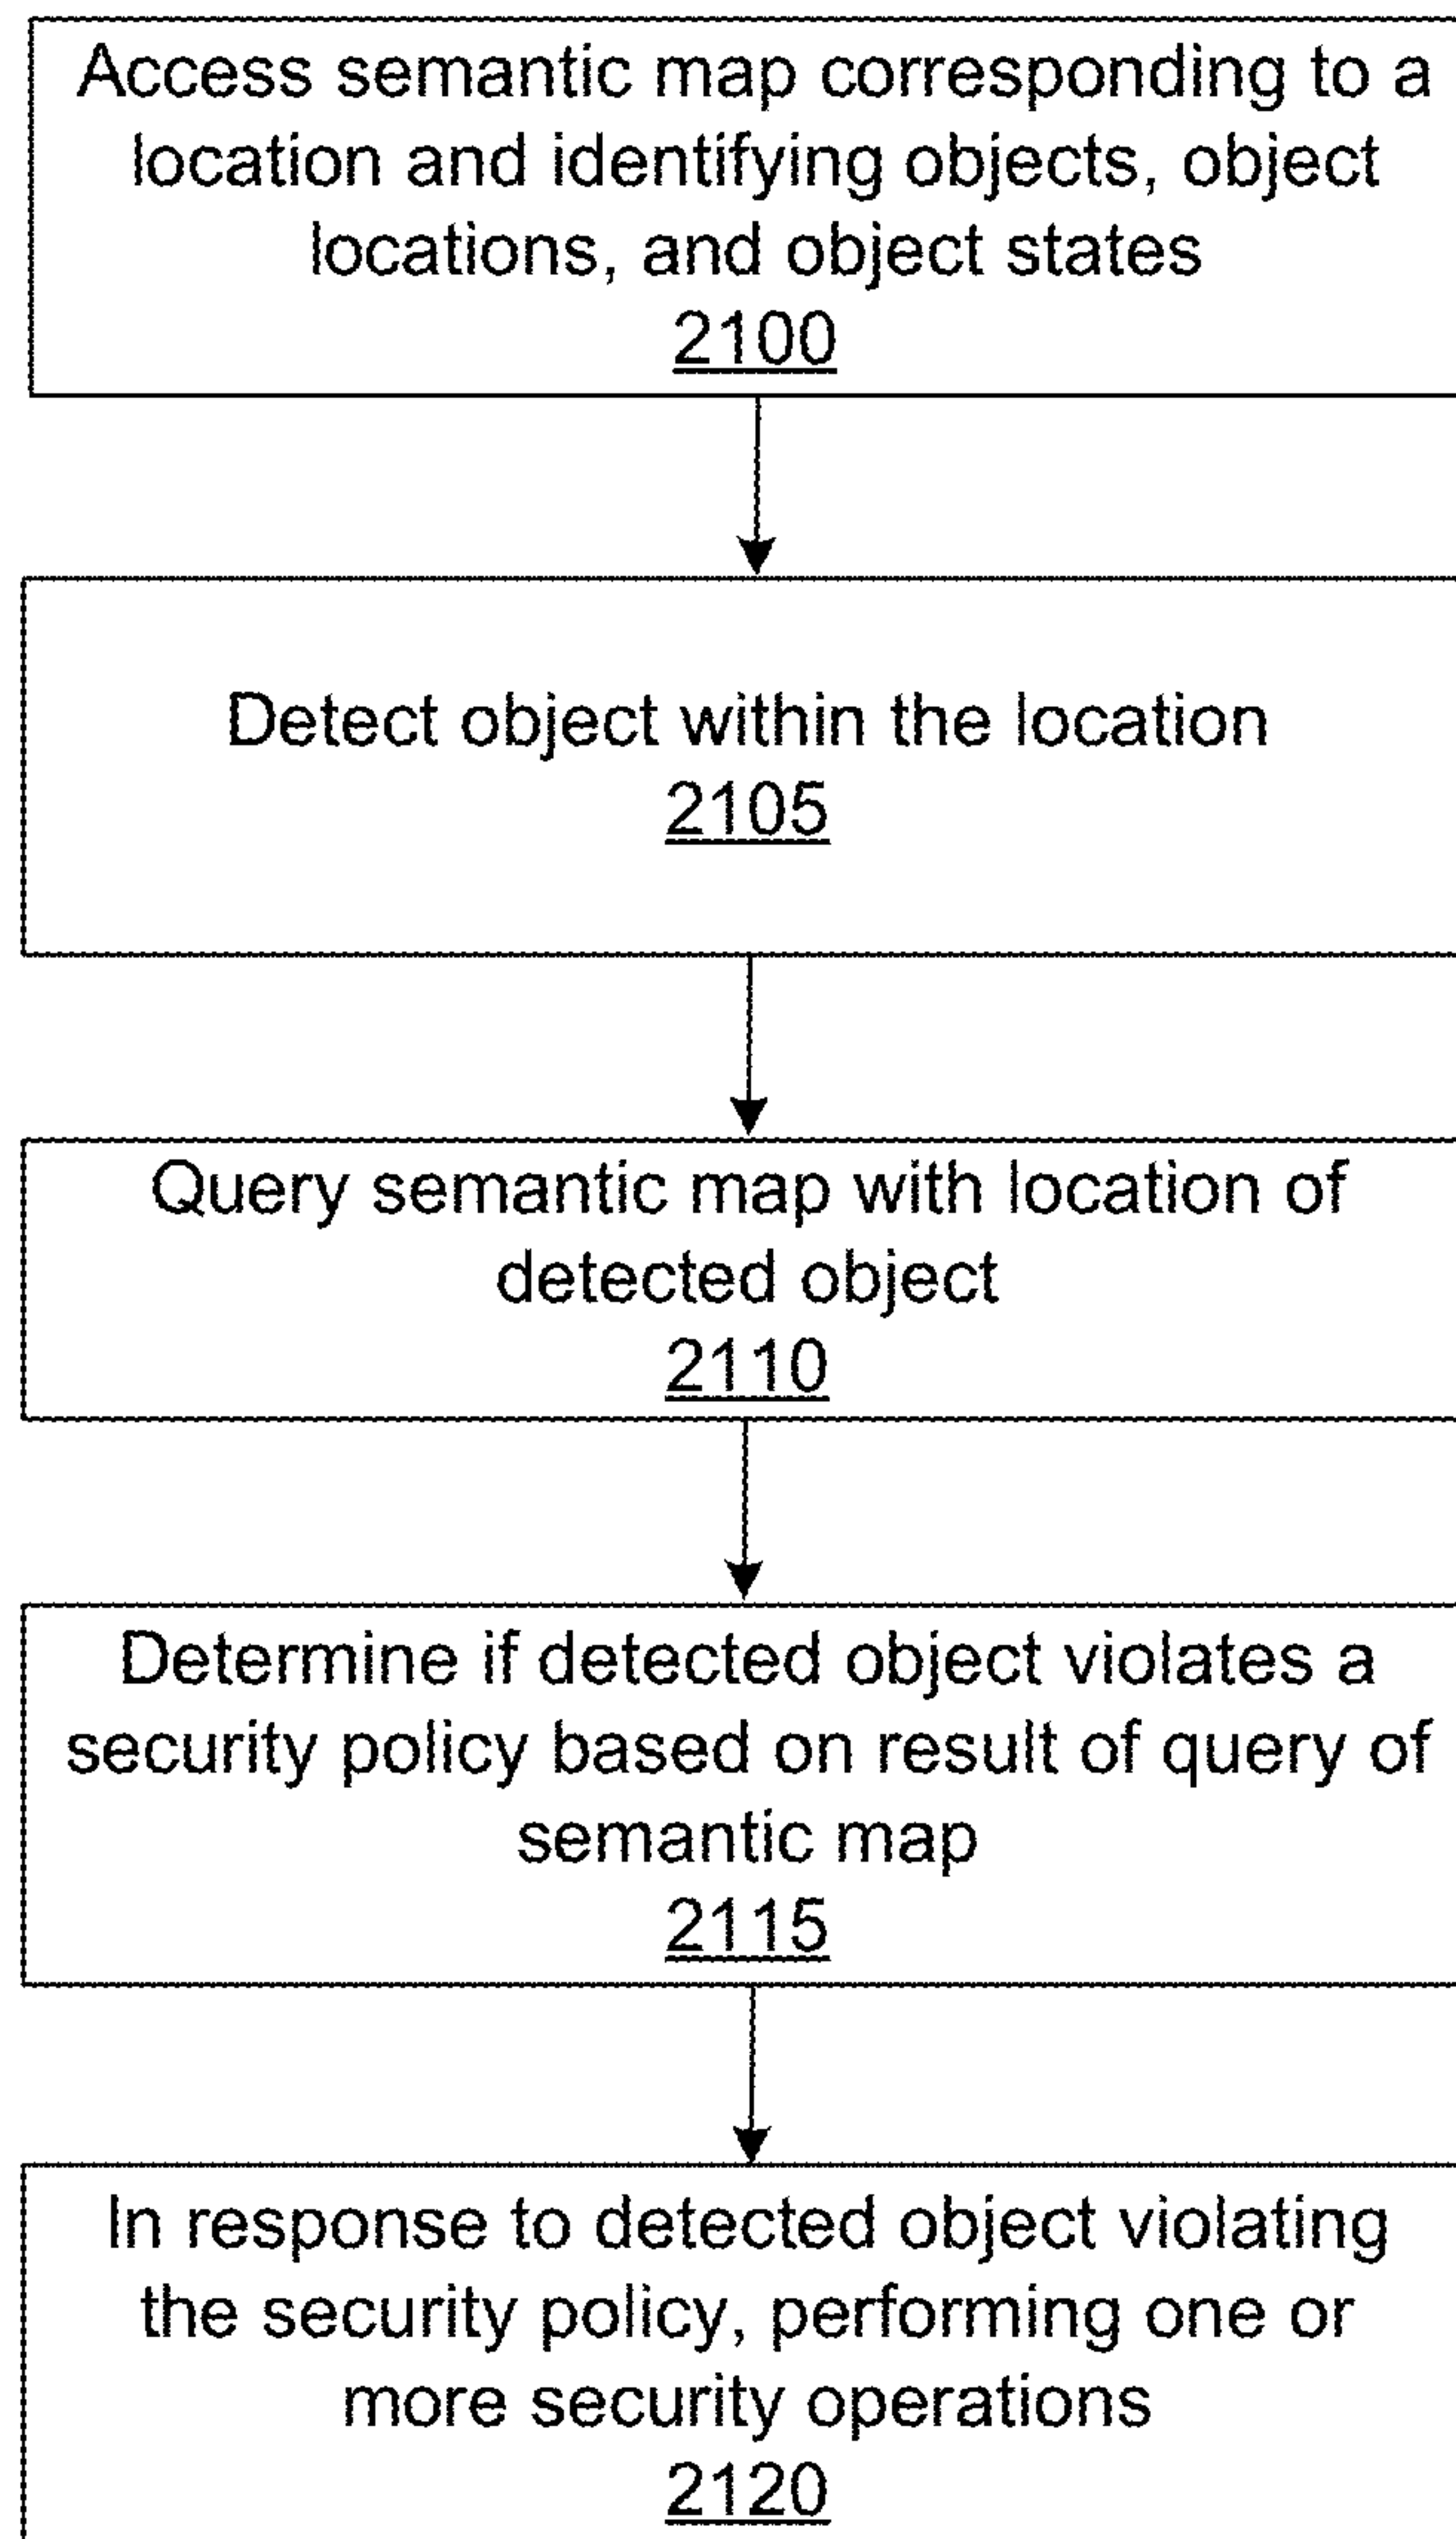 Access semantic map corresponding to a
location and identifying objects, object
locations, and object states
2100
Detect object within the location
2105
Query semantic map with location of
detected object
2110
Determine if detected object violates a
security policy based on result of query of
semantic map
2115
In response to detected object violating
the security policy, performing one or
more security operations
2120